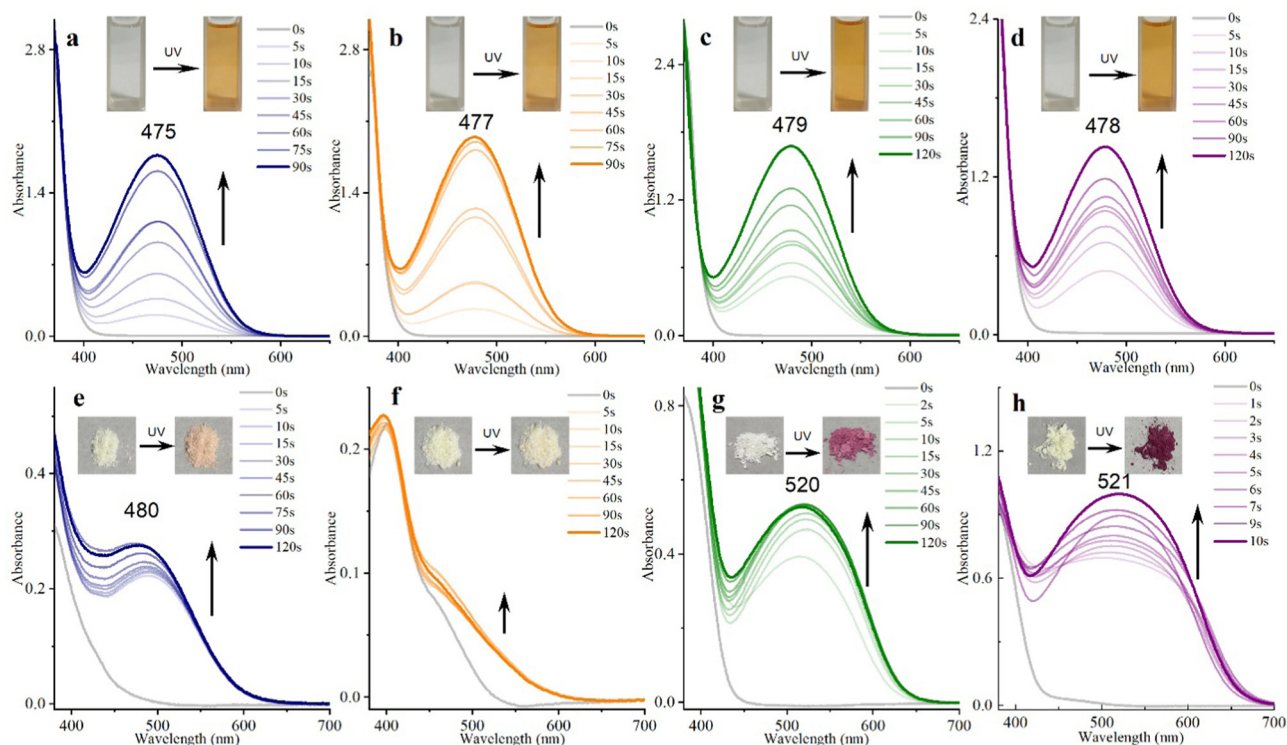 a
UV
475
2.8
1.4
0.0
Absorbance
400 500 600
Wavelength (nm)
0s
5s
10s
15s
30s
45s
60s
75s
90s
b
UV
477
2.8
1.4
0.0
Absorbance
400 500 600
Wavelength (nm)
0s
5s
10s
15s
30s
45s
60s
75s
90s
c
UV
479
2.4
1.2
0.0
Absorbance
400 500 600
Wavelength (nm)
0s
5s
10s
15s
30s
45s
60s
90s
120s
d
UV
478
2.4
1.2
0.0
Absorbance
400 500 600
Wavelength (nm)
0s
5s
10s
15s
30s
45s
60s
90s
120s
e
UV
480
0.4
0.2
0.0
Absorbance
400 500 600 700
Wavelength (nm)
0s
5s
10s
15s
30s
45s
60s
75s
90s
120s
f
UV
0.2
0.1
0.0
Absorbance
400 500 600 700
Wavelength (nm)
0s
5s
10s
15s
30s
45s
60s
90s
120s
g
UV
520
0.8
0.4
0.0
Absorbance
400 500 600 700
Wavelength (nm)
0s
2s
5s
10s
15s
30s
45s
60s
90s
120s
h
UV
521
1.2
0.6
0.0
Absorbance
400 500 600 700
Wavelength (nm)
0s
1s
2s
3s
4s
5s
6s
7s
9s
10s